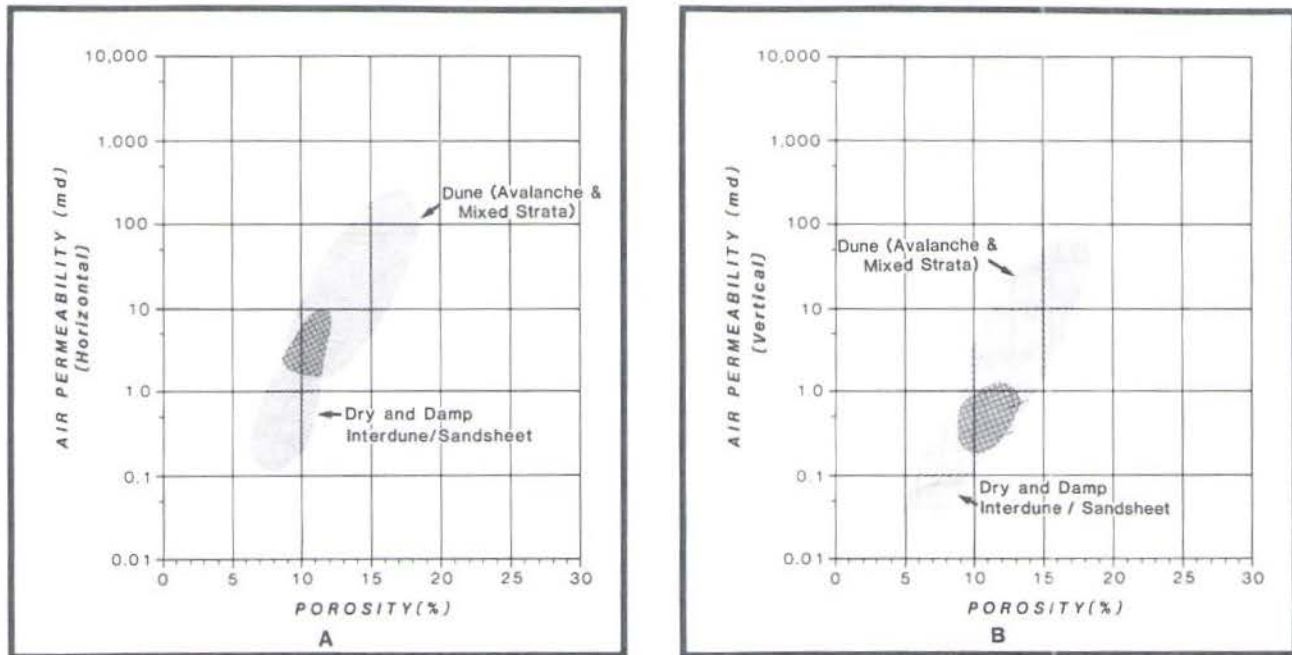 AIR PERMEABILITY (md)
(Horizontal)
10,000
1,000
100
10
1.0
0.1
0.01
Dune (Avalanche &
Mixed Strata)
Dry and Damp
Interdune/Sandsheet
0 5 10 15 20 25 30
POROSITY(%)
A
AIR PERMEABILITY (md)
(Vertical)
10,000
1,000
100
10
1.0
0.1
0.01
Dune (Avalanche &
Mixed Strata)
Dry and Damp
Interdune / Sandsheet
0 5 10 15 20 25 30
POROSITY(%)
B